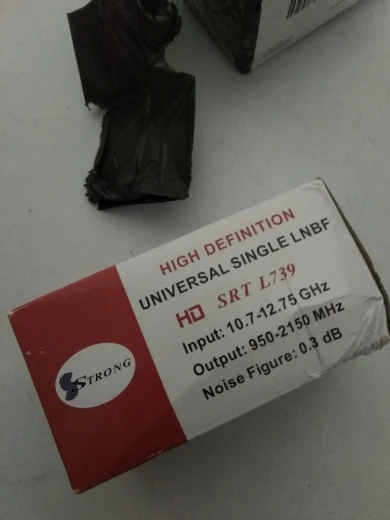 HIGH DEFINITION
UNIVERSAL SINGLE LNBF
HD SRT L739
Input: 10.7-12.75 GHz
Output: 950-2150 MHz
Noise Figure: 0.3 dB
STRONG